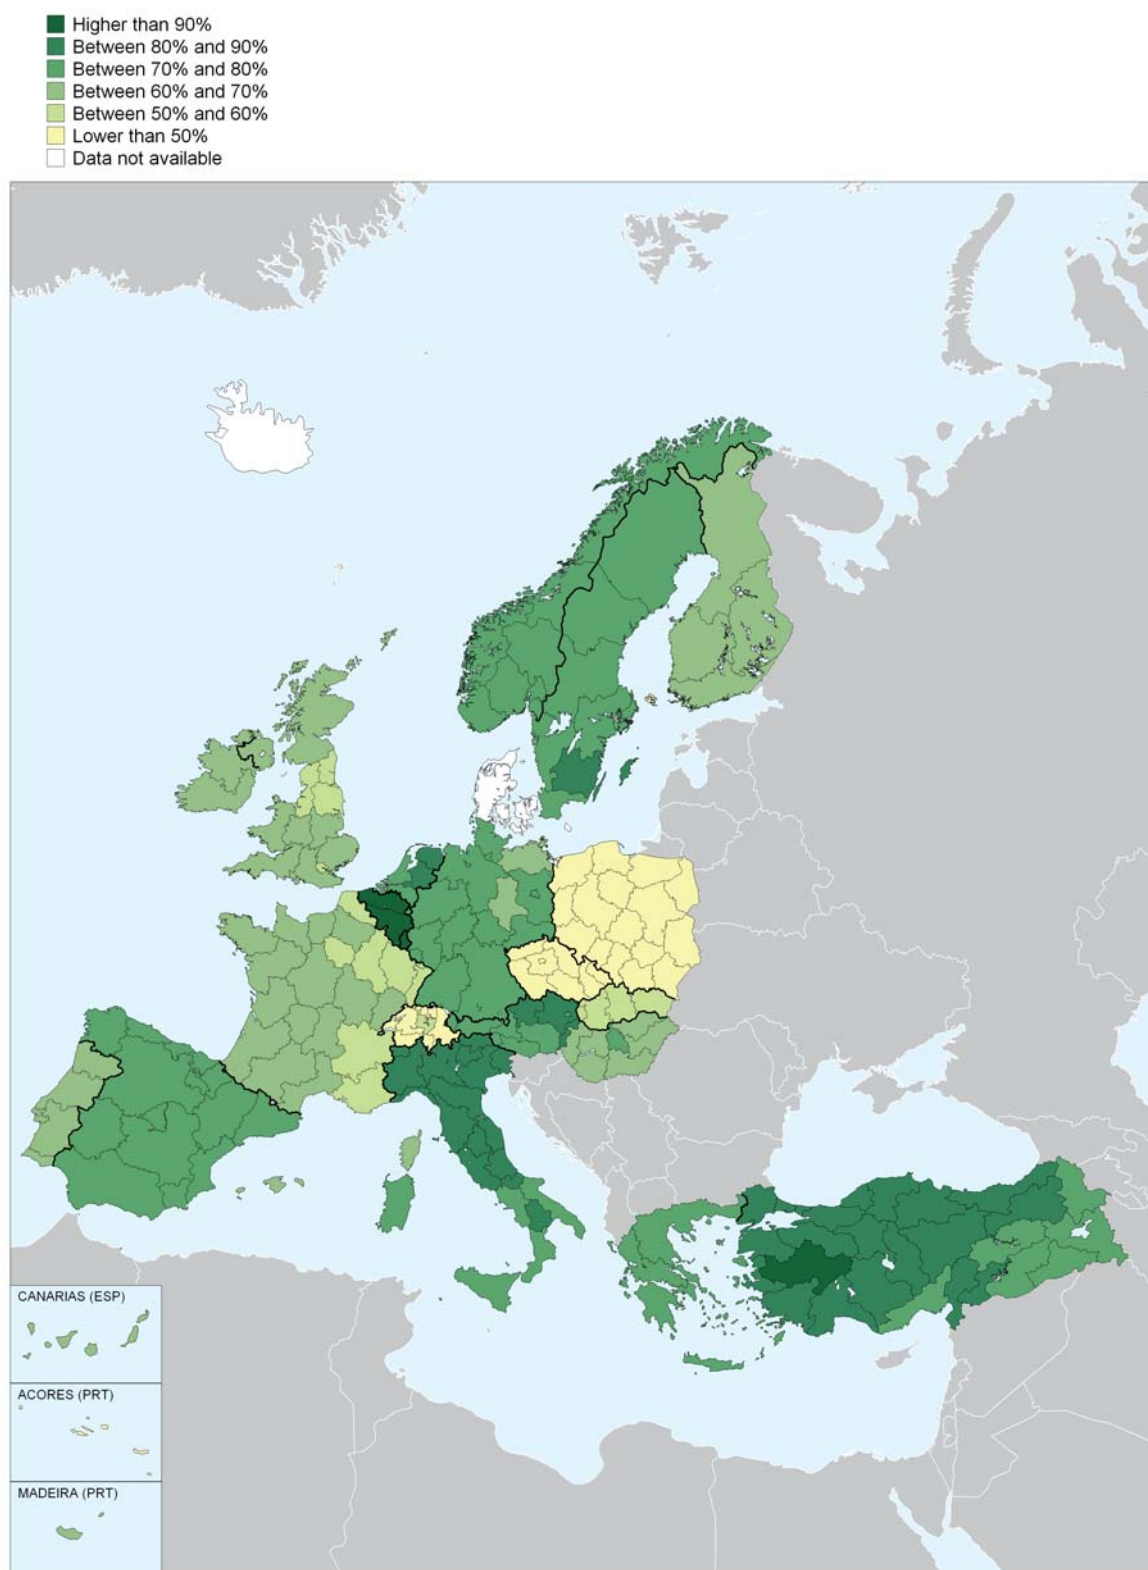 Higher than 90%
Between 80% and 90%
Between 70% and 80%
Between 60% and 70%
Between 50% and 60%
Lower than 50%
Data not available
CANARIAS (ESP)
ACORES (PRT)
MADEIRA (PRT)